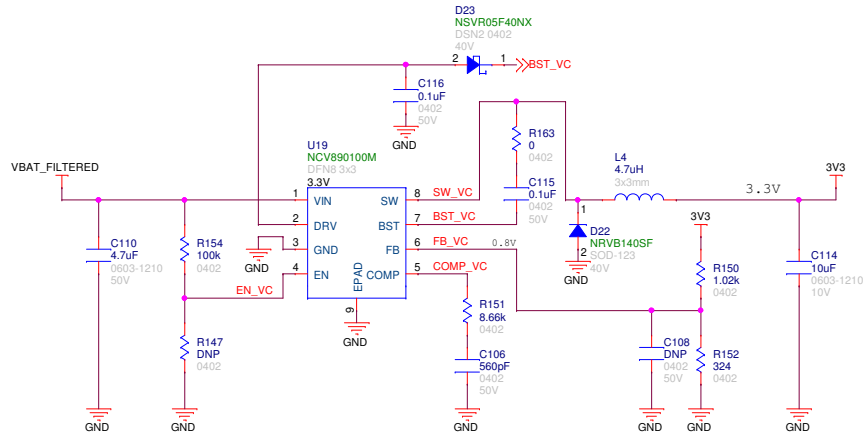 D23
NSVR05F40NX
DSN2 0402
40V
2
1
BST_VC
C116
0.1uF
0402
50V
GND
U19
NCV890100M
DFN8 3x3
3.3V
VBAT_FILTERED
1
VIN
SW
8
SW_VC
2
DRV
BST
7
BST_VC
3
GND
FB
6
FB_VC
0.8V
4
EN
COMP
5
COMP_VC
EPAD
9
GND
GND
R163
0
0402
C115
0.1uF
0402
50V
L4
4.7uH
3x3mm
3.3V
3V3
1
D22
NRVB140SF
SOD-123
40V
2
GND
3V3
C110
4.7uF
0603-1210
50V
R154
100k
0402
EN_VC
R147
DNP
0402
R151
8.66k
0402
C106
560pF
0402
50V
R150
1.02k
0402
C114
10uF
0603-1210
10V
C108
DNP
0402
50V
R152
324
0402
GND
GND
GND
GND
GND
GND